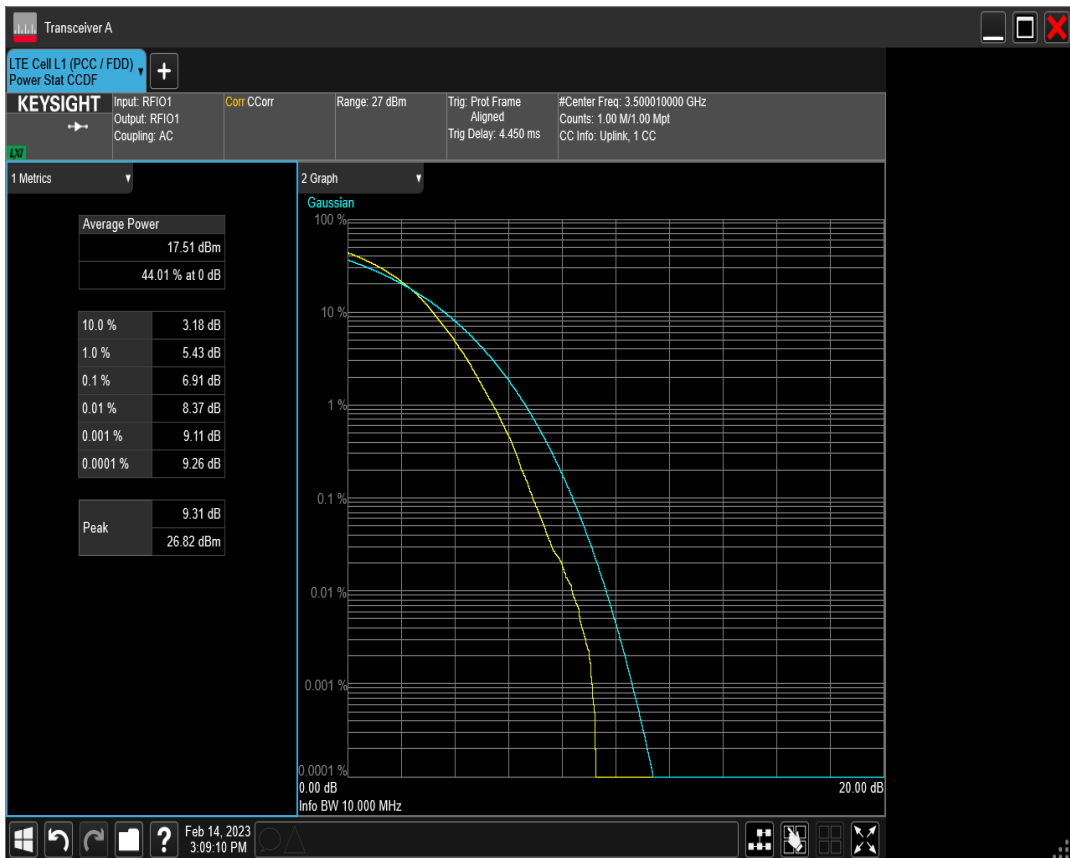 Transceiver A
LTE Cell L1 (PCC / FDD)
Power Stat CCDF
+
KEYSIGHT
LXI
Input: RFIO1
Output: RFIO1
Coupling: AC
Corr CCorr
Range: 27 dBm
Trig: Prot Frame
Aligned
Trig Delay: 4.450 ms
#Center Freq: 3.500010000 GHz
Counts: 1.00 M/1.00 Mpt
CC Info: Uplink, 1 CC
1 Metrics
Average Power
17.51 dBm
44.01 % at 0 dB
10.0 % 3.18 dB
1.0 % 5.43 dB
0.1 % 6.91 dB
0.01 % 8.37 dB
0.001 % 9.11 dB
0.0001 % 9.26 dB
Peak
9.31 dB
26.82 dBm
2 Graph
Gaussian
100 %
10 %
1 %
0.1 %
0.01 %
0.001 %
0.0001 %
0.00 dB 20.00 dB
Info BW 10.000 MHz
?
Feb 14, 2023
3:09:10 PM